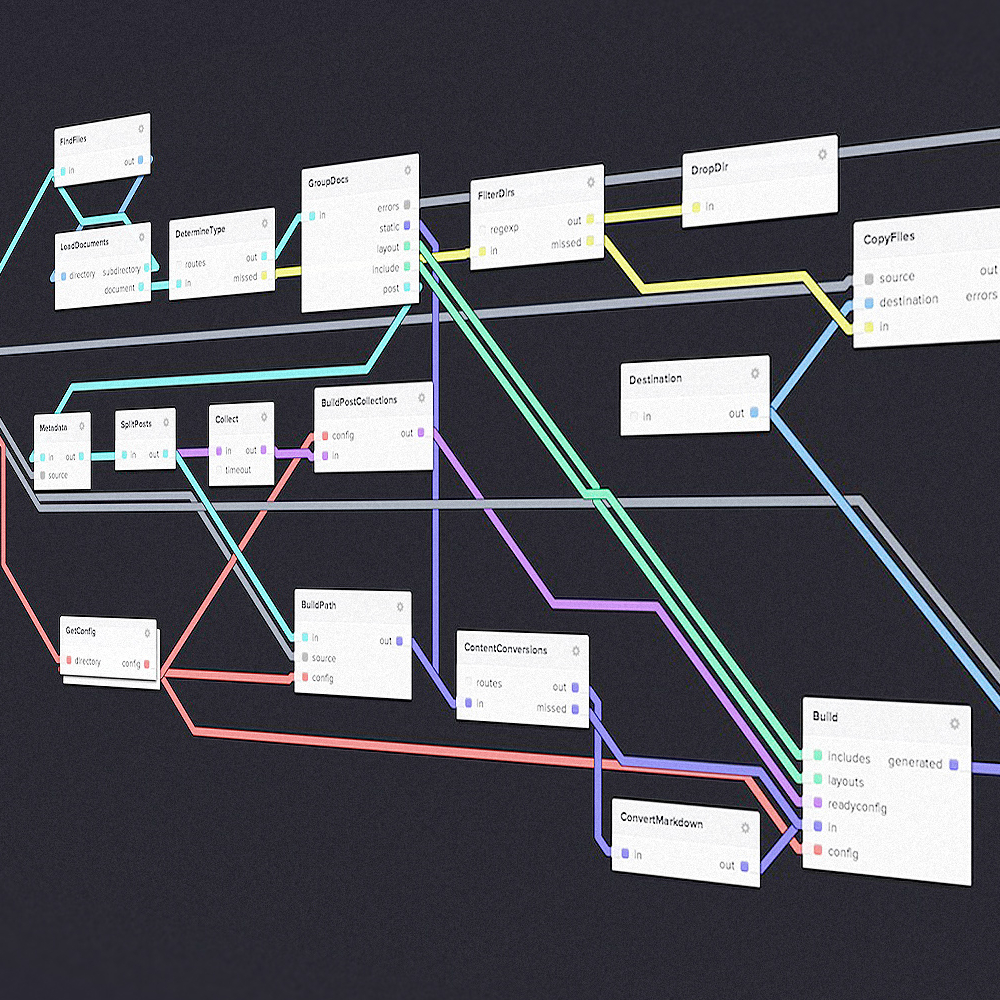 FindFiles
in
out
LoadDocuments
directory
subdirectory
document
DetermineType
routes
out
missed
in
GroupDocs
in
errors
static
layout
include
post
FilterDirs
out
regexp
missed
in
DropDir
in
CopyFiles
source
out
destination
errors
in
Destination
in
out
Metadata
in
out
source
SplitPosts
in
out
Collect
in
out
timeout
BuildPostCollections
config
out
in
GetConfig
directory
config
BuildPath
in
out
source
config
ContentConversions
routes
out
in
missed
ConvertMarkdown
in
out
Build
includes
generated
layouts
readyconfig
in
config